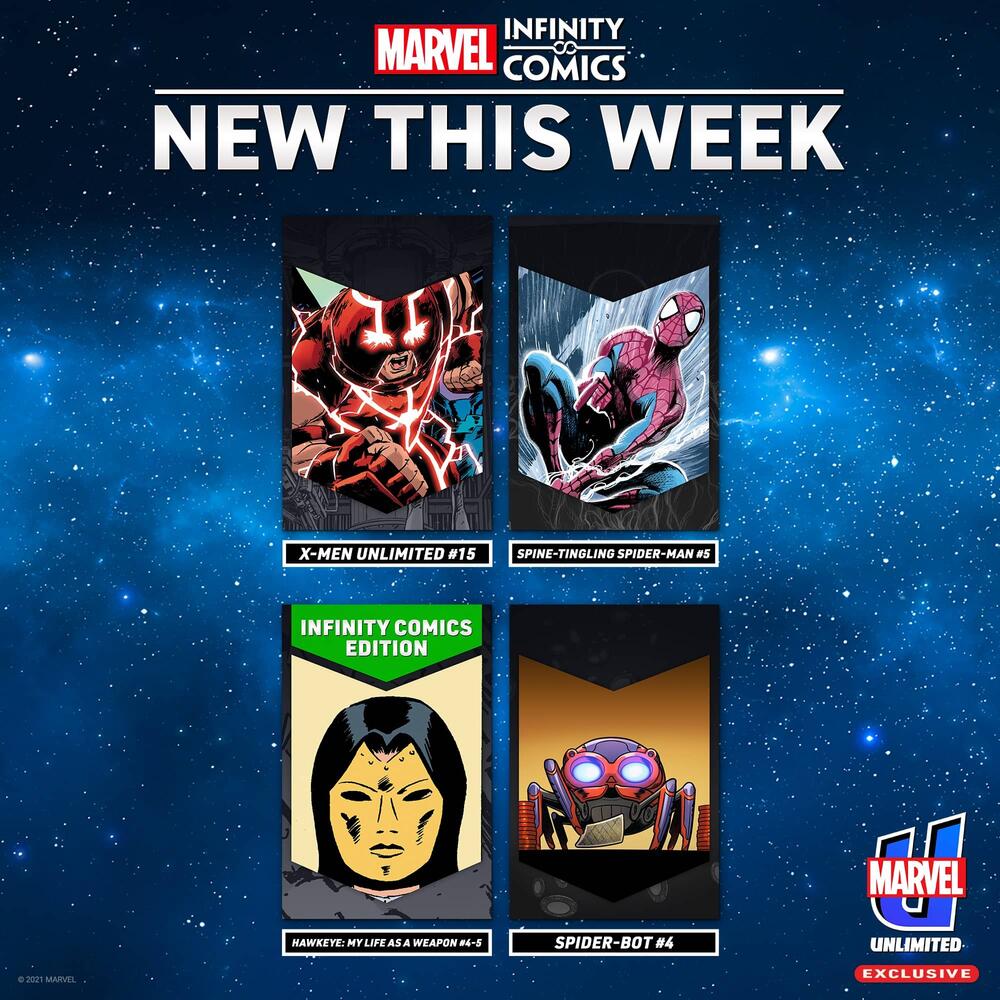 MARVEL INFINITY COMICS
NEW THIS WEEK
X-MEN UNLIMITED #15
SPINE-TINGLING SPIDER-MAN #5
INFINITY COMICS
EDITION
HAWKEYE: MY LIFE AS A WEAPON #4-5
SPIDER-BOT #4
U
MARVEL
UNLIMITED
EXCLUSIVE
© 2021 MARVEL